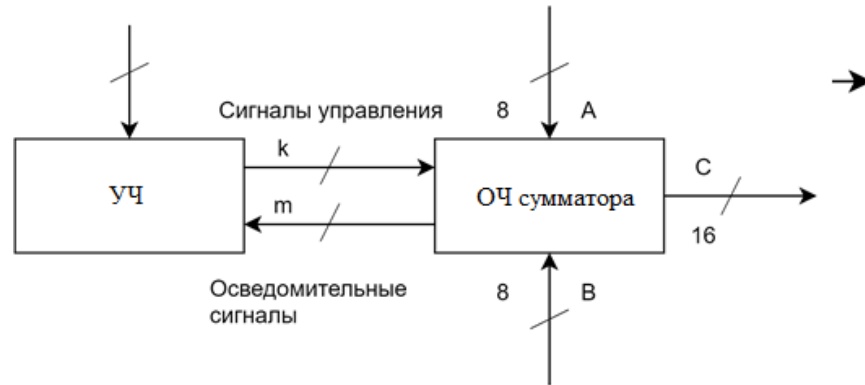 Сигналы управления
8
A
k
УЧ
ОЧ сумматора
C
m
16
Осведомительные
сигналы
8
B